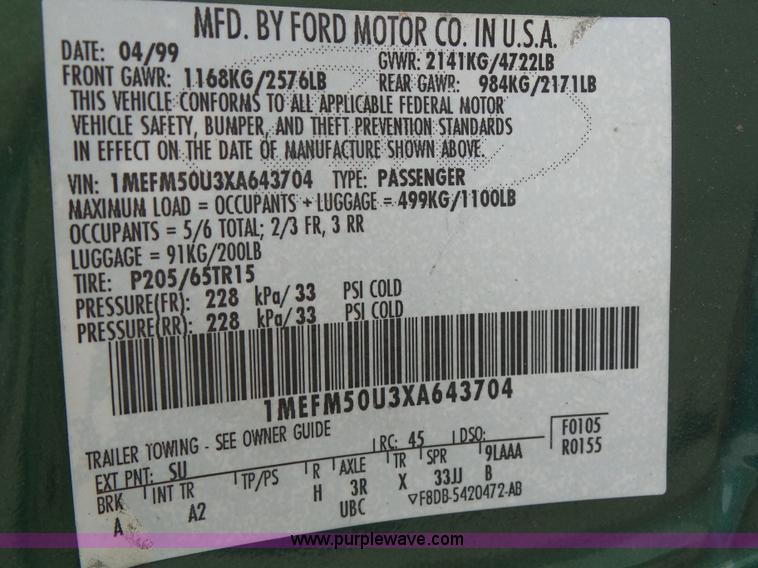 MFD. BY FORD MOTOR CO. IN U.S.A.
DATE: 04/99 GVWR: 2141KG/4722LB
FRONT GAWR: 1168KG/2576LB REAR GAWR: 984KG/2171LB
THIS VEHICLE CONFORMS TO ALL APPLICABLE FEDERAL MOTOR
VEHICLE SAFETY, BUMPER, AND THEFT PREVENTION STANDARDS
IN EFFECT ON THE DATE OF MANUFACTURE SHOWN ABOVE.
VIN: 1MEFM50U3XA643704 TYPE: PASSENGER
MAXIMUM LOAD = OCCUPANTS + LUGGAGE = 499KG/1100LB
OCCUPANTS = 5/6 TOTAL; 2/3 FR, 3 RR
LUGGAGE = 91KG/200LB
TIRE: P205/65TR15
PRESSURE(FR): 228 kPa/ 33 PSI COLD
PRESSURE(RR): 228 kPa/ 33 PSI COLD
1MEFM50U3XA643704
TRAILER TOWING - SEE OWNER GUIDE F0105
EXT PNT: SU RC: 45 DSO: R0155
BRK INT TR TP/PS R AXLE TR SPR 9LAAA
A A2 H 3R X 33JJ B
UBC ▽F8DB-5420472-AB
www.purplewave.com